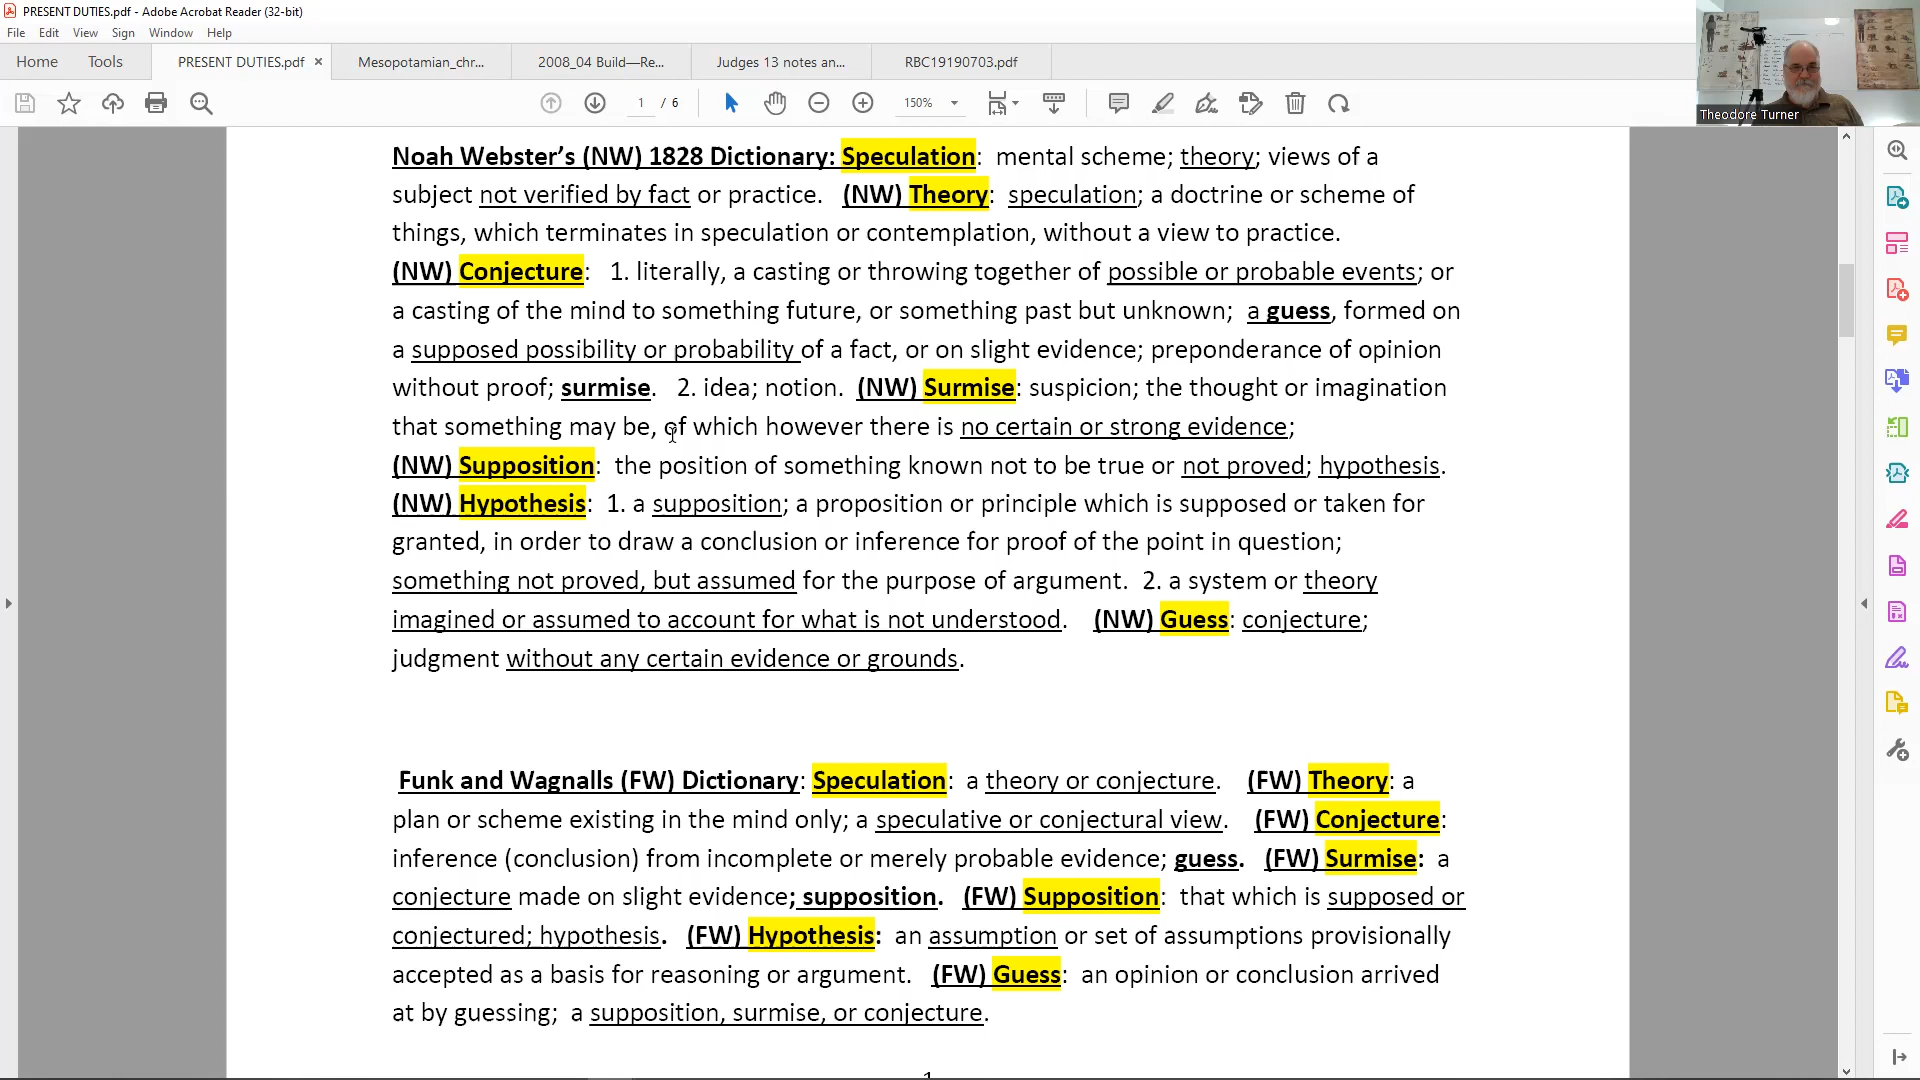 PRESENT DUTIES.pdf - Adobe Acrobat Reader (32-bit)
File Edit View Sign Window Help
Home Tools PRESENT DUTIES.pdf × Mesopotamian_chr... 2008_04 Build—Re... Judges 13 notes an... RBC19190703.pdf
1 / 6 150%
Theodore Turner
Noah Webster’s (NW) 1828 Dictionary: Speculation: mental scheme; theory; views of a
subject not verified by fact or practice. (NW) Theory: speculation; a doctrine or scheme of
things, which terminates in speculation or contemplation, without a view to practice.
(NW) Conjecture: 1. literally, a casting or throwing together of possible or probable events; or
a casting of the mind to something future, or something past but unknown; a guess, formed on
a supposed possibility or probability of a fact, or on slight evidence; preponderance of opinion
without proof; surmise. 2. idea; notion. (NW) Surmise: suspicion; the thought or imagination
that something may be, of which however there is no certain or strong evidence;
(NW) Supposition: the position of something known not to be true or not proved; hypothesis.
(NW) Hypothesis: 1. a supposition; a proposition or principle which is supposed or taken for
granted, in order to draw a conclusion or inference for proof of the point in question;
something not proved, but assumed for the purpose of argument. 2. a system or theory
imagined or assumed to account for what is not understood. (NW) Guess: conjecture;
judgment without any certain evidence or grounds.
Funk and Wagnalls (FW) Dictionary: Speculation: a theory or conjecture. (FW) Theory: a
plan or scheme existing in the mind only; a speculative or conjectural view. (FW) Conjecture:
inference (conclusion) from incomplete or merely probable evidence; guess. (FW) Surmise: a
conjecture made on slight evidence; supposition. (FW) Supposition: that which is supposed or
conjectured; hypothesis. (FW) Hypothesis: an assumption or set of assumptions provisionally
accepted as a basis for reasoning or argument. (FW) Guess: an opinion or conclusion arrived
at by guessing; a supposition, surmise, or conjecture.
1